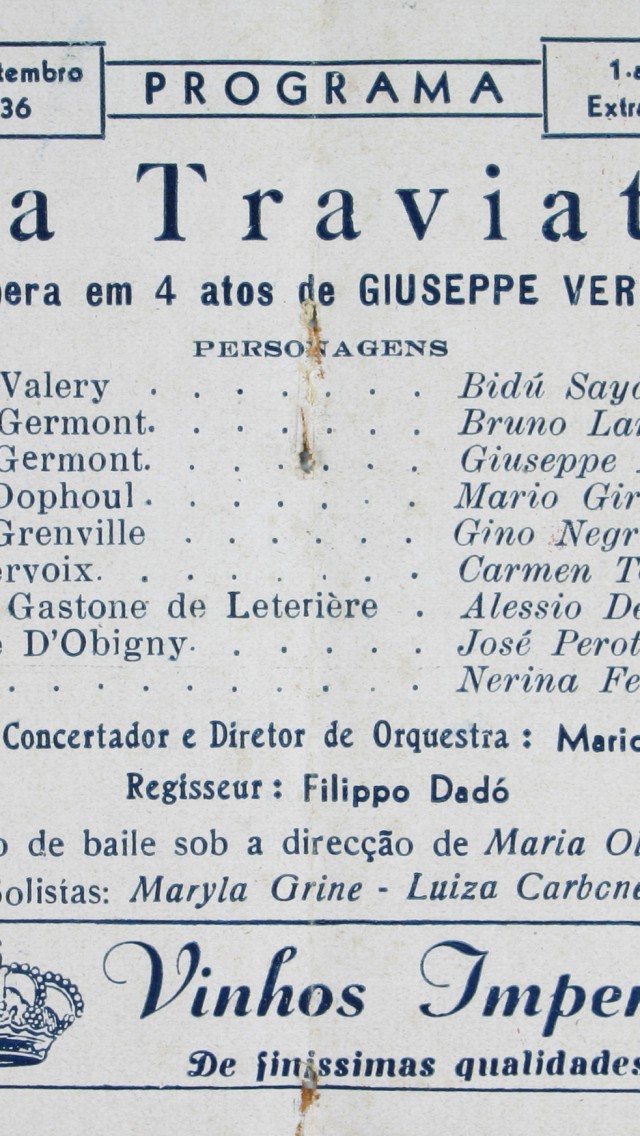 tembro
36
PROGRAMA
1.a
Extr
a Traviat
pera em 4 atos de GIUSEPPE VER
PERSONAGENS
Valery . . . . . . . Bidú Saya
Germont. . . . . . . Bruno Lan
Germont. . . . . . . Giuseppe
Dophoul . . . . . . . Mario Gir
Grenville . . . . . . Gino Negr
ervoix. . . . . . . . Carmen T
Gastone de Leterière . Alessio De
e D'Obigny. . . . . . José Perot
. . . . . . . . . . Nerina Fe
Concertador e Diretor de Orquestra : Mario
Regisseur : Filippo Dadó
o de baile sob a direcção de Maria Ol
Solistas: Maryla Grine - Luiza Carbone
Vinhos Imper
De finissimas qualidades